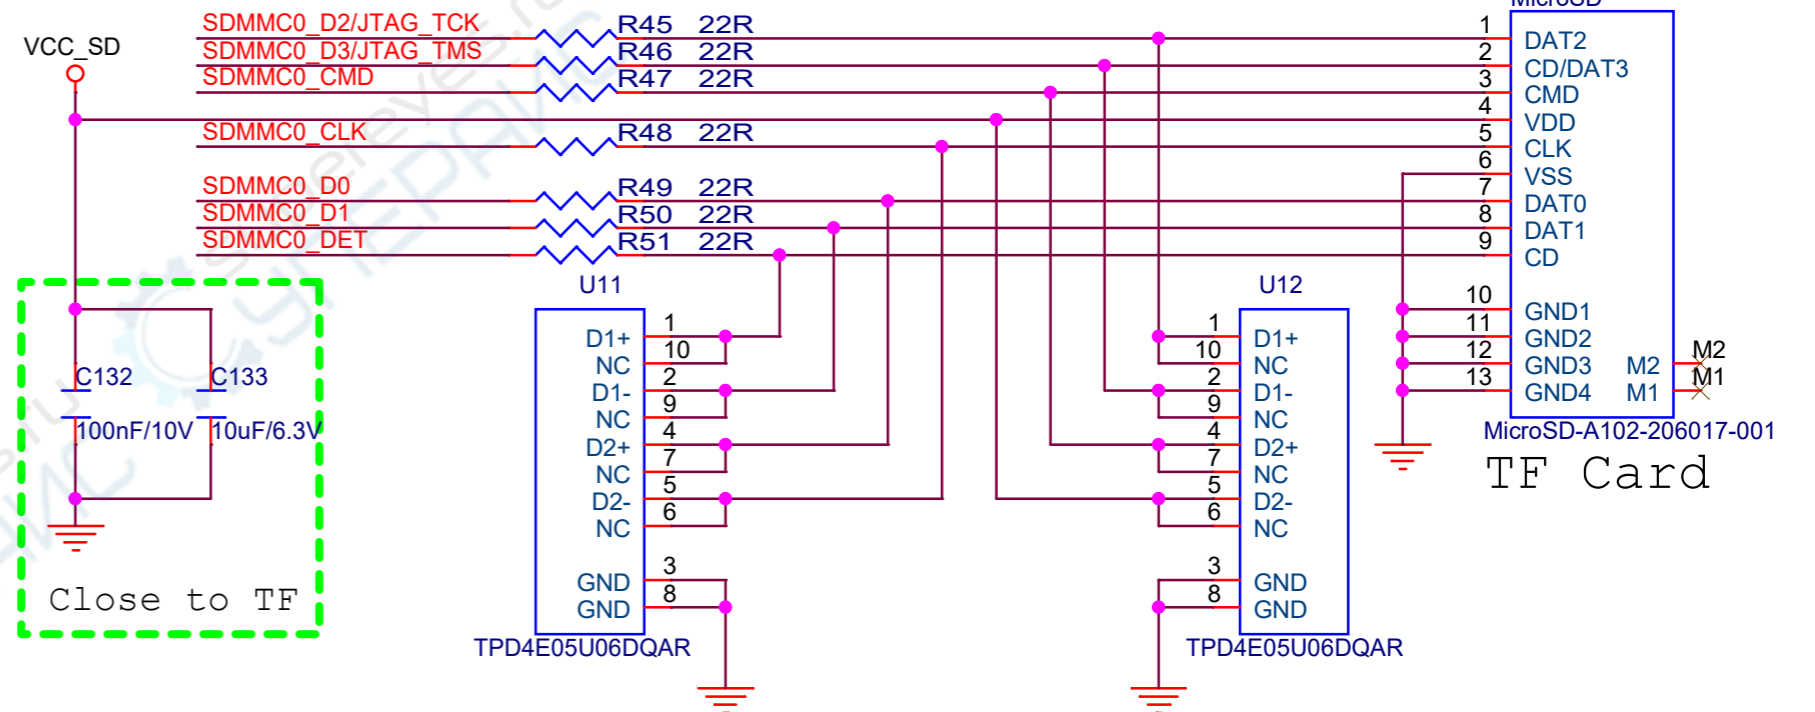 MicroSD
SDMMC0_D2/JTAG_TCK R45 22R 1 DAT2
VCC_SD
SDMMC0_D3/JTAG_TMS R46 22R 2 CD/DAT3
SDMMC0_CMD R47 22R 3 CMD
4 VDD
SDMMC0_CLK R48 22R 5 CLK
6 VSS
SDMMC0_D0 R49 22R 7 DAT0
SDMMC0_D1 R50 22R 8 DAT1
SDMMC0_DET R51 22R 9 CD
U11 U12
10 GND1
1 D1+ 1 D1+ 11 GND2
10 NC 10 NC 12 GND3 M2 M2
C132 C133 2 D1- 2 D1- 13 GND4 M1 M1
9 NC 9 NC
100nF/10V 10uF/6.3V MicroSD-A102-206017-001
4 D2+ 4 D2+
7 NC 7 NC TF Card
5 D2- 5 D2-
6 NC 6 NC
3 GND 3 GND
Close to TF 8 GND 8 GND
TPD4E05U06DQAR TPD4E05U06DQAR